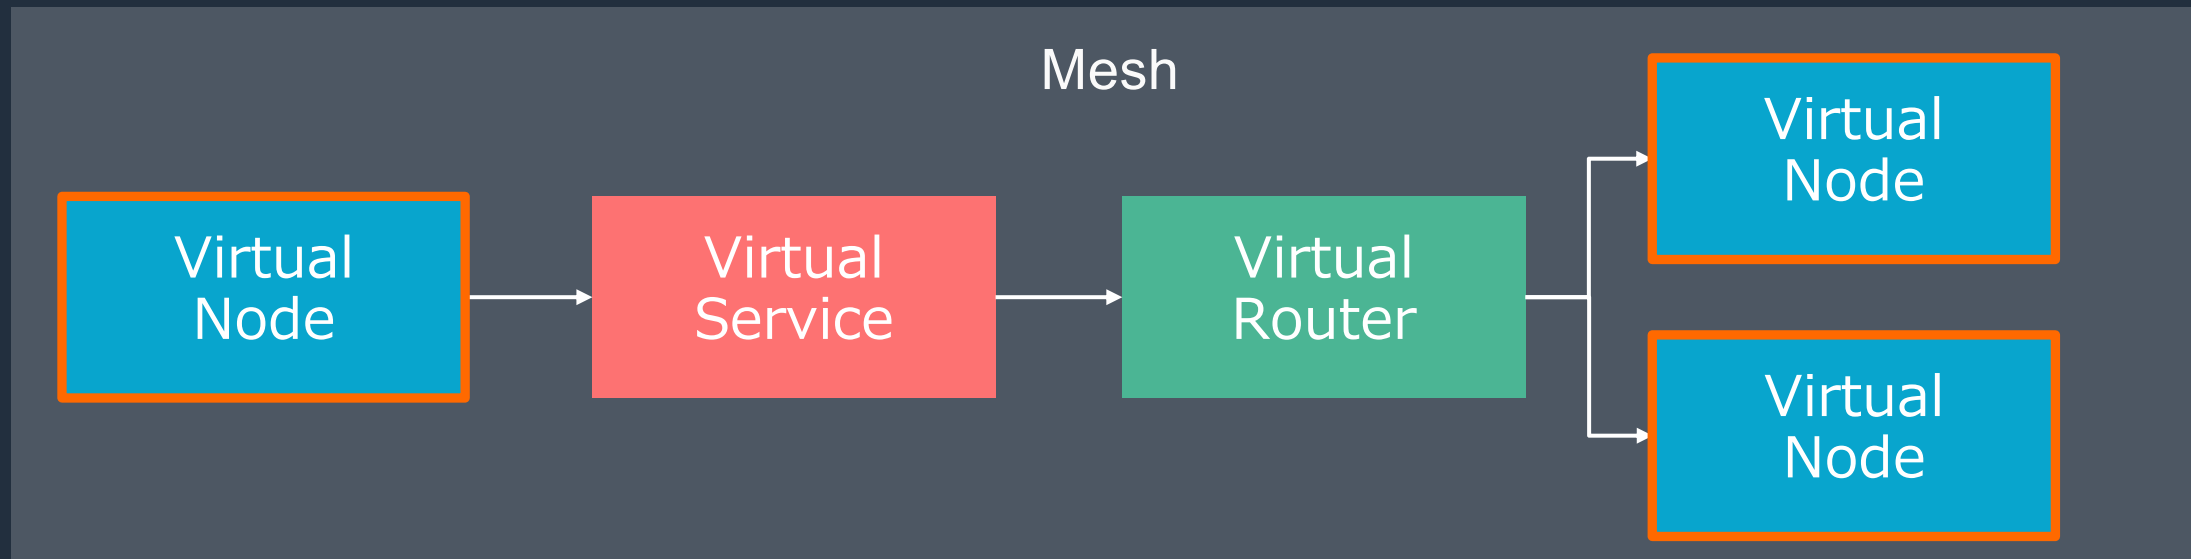 Mesh
Virtual
Node
Virtual
Service
Virtual
Router
Virtual
Node
Virtual
Node